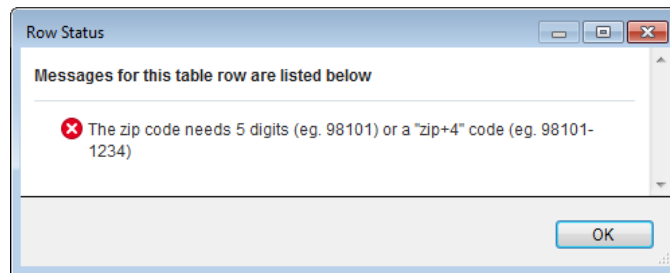 Row Status
Messages for this table row are listed below
The zip code needs 5 digits (eg. 98101) or a "zip+4" code (eg. 98101-
1234)
OK